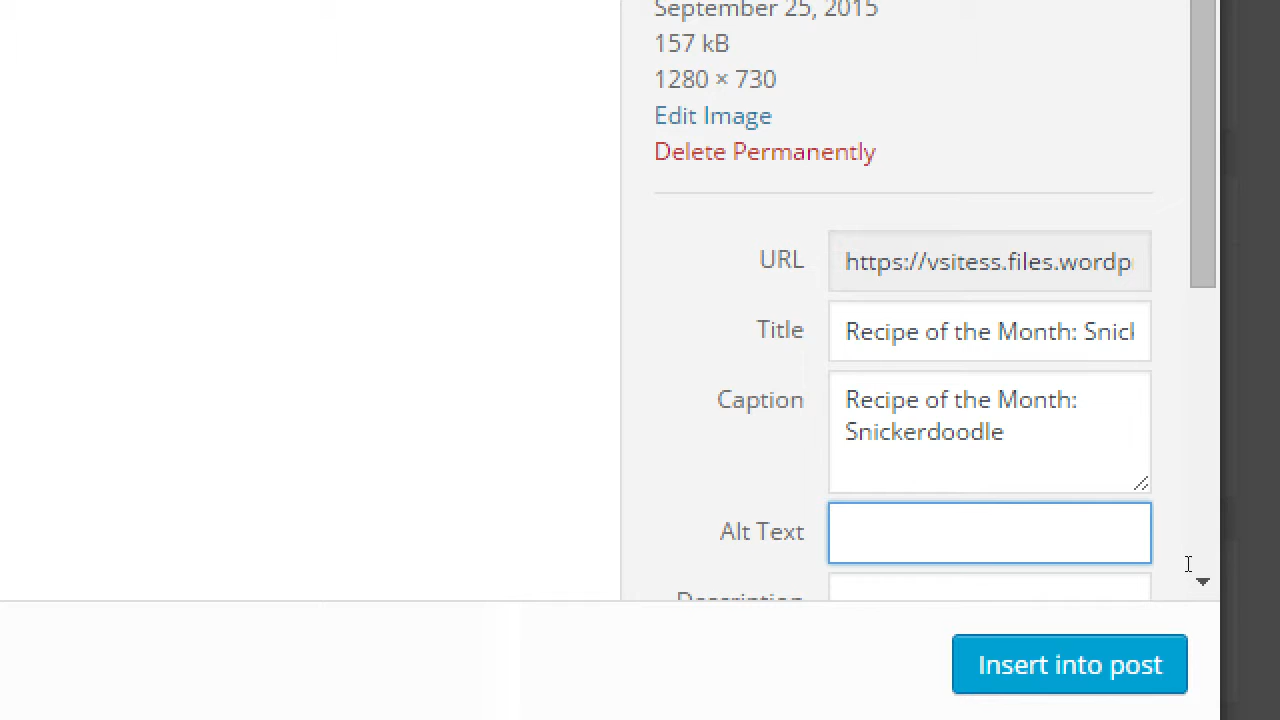 September 25, 2015
157 kB
1280 × 730
Edit Image
Delete Permanently
URL https://vsitess.files.wordp
Title Recipe of the Month: Snicl
Caption Recipe of the Month:
Snickerdoodle
Alt Text
Description
Insert into post